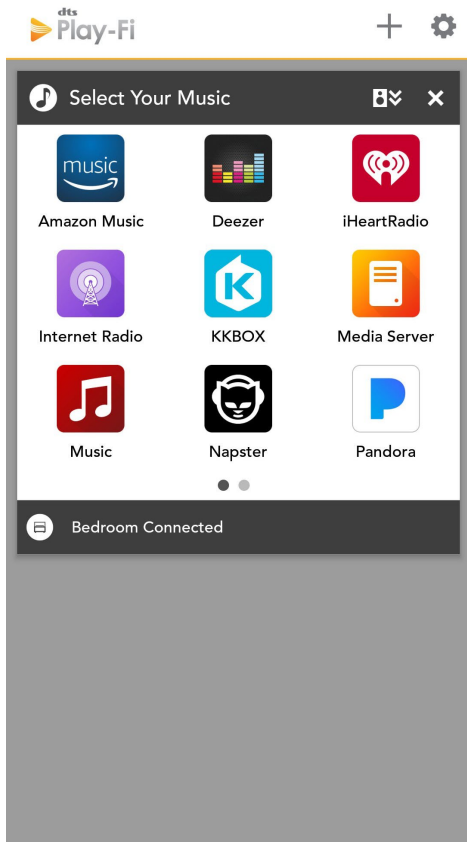 dts
Play-Fi
Select Your Music
music
Amazon Music
Deezer
iHeartRadio
Internet Radio
KKBOX
Media Server
Music
Napster
Pandora
Bedroom Connected